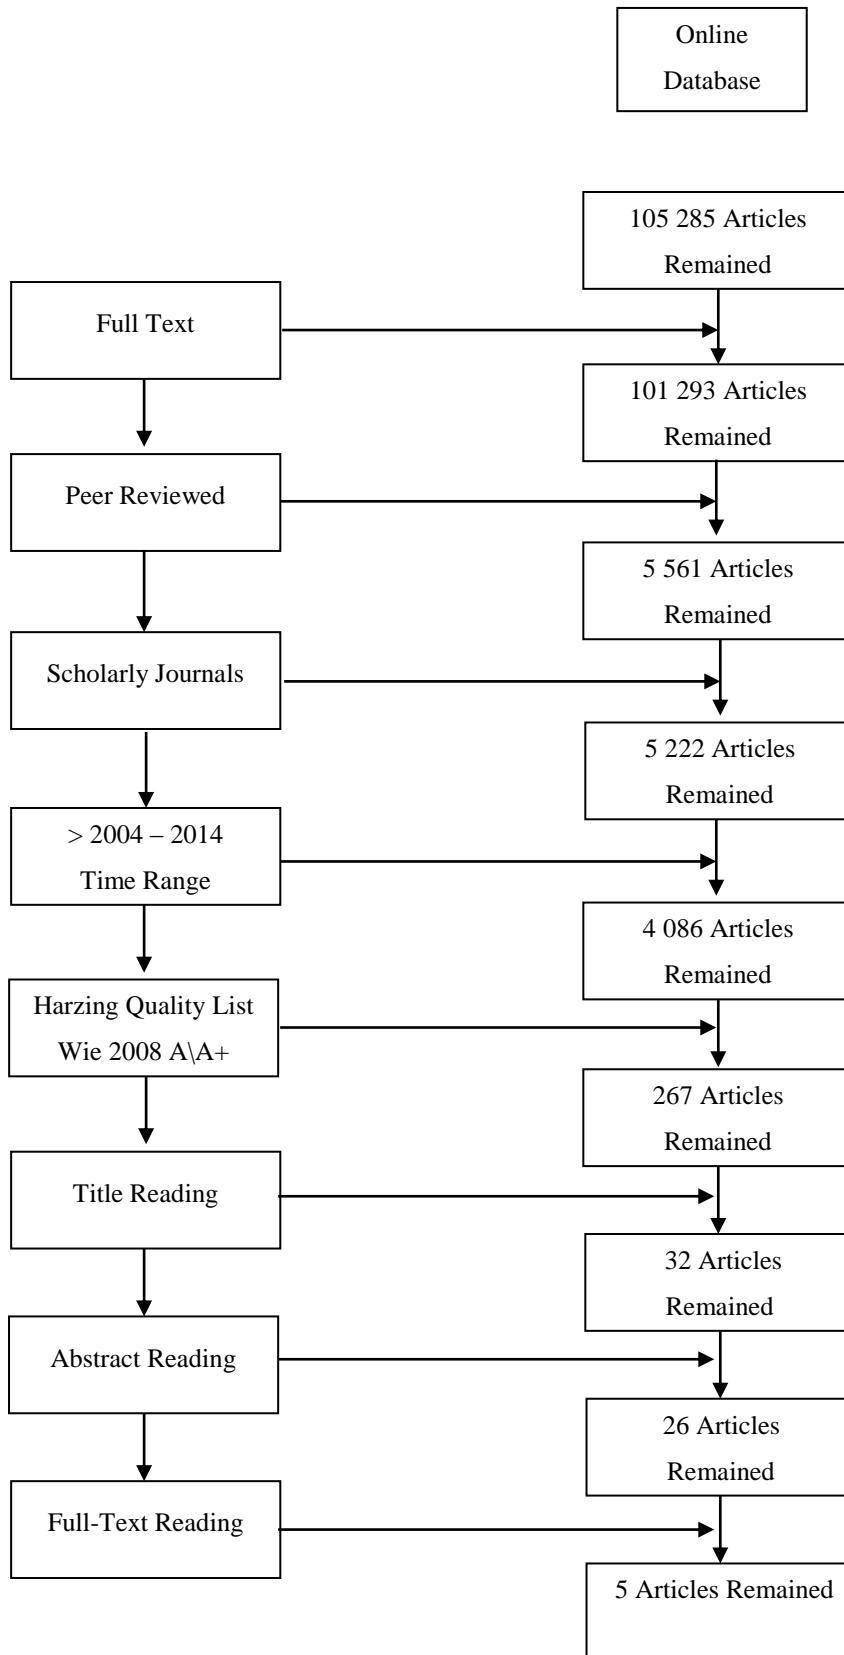 Online
Database
105 285 Articles
Remained
Full Text
101 293 Articles
Remained
Peer Reviewed
5 561 Articles
Remained
Scholarly Journals
5 222 Articles
Remained
> 2004 – 2014
Time Range
4 086 Articles
Remained
Harzing Quality List
Wie 2008 A\A+
267 Articles
Remained
Title Reading
32 Articles
Remained
Abstract Reading
26 Articles
Remained
Full-Text Reading
5 Articles Remained